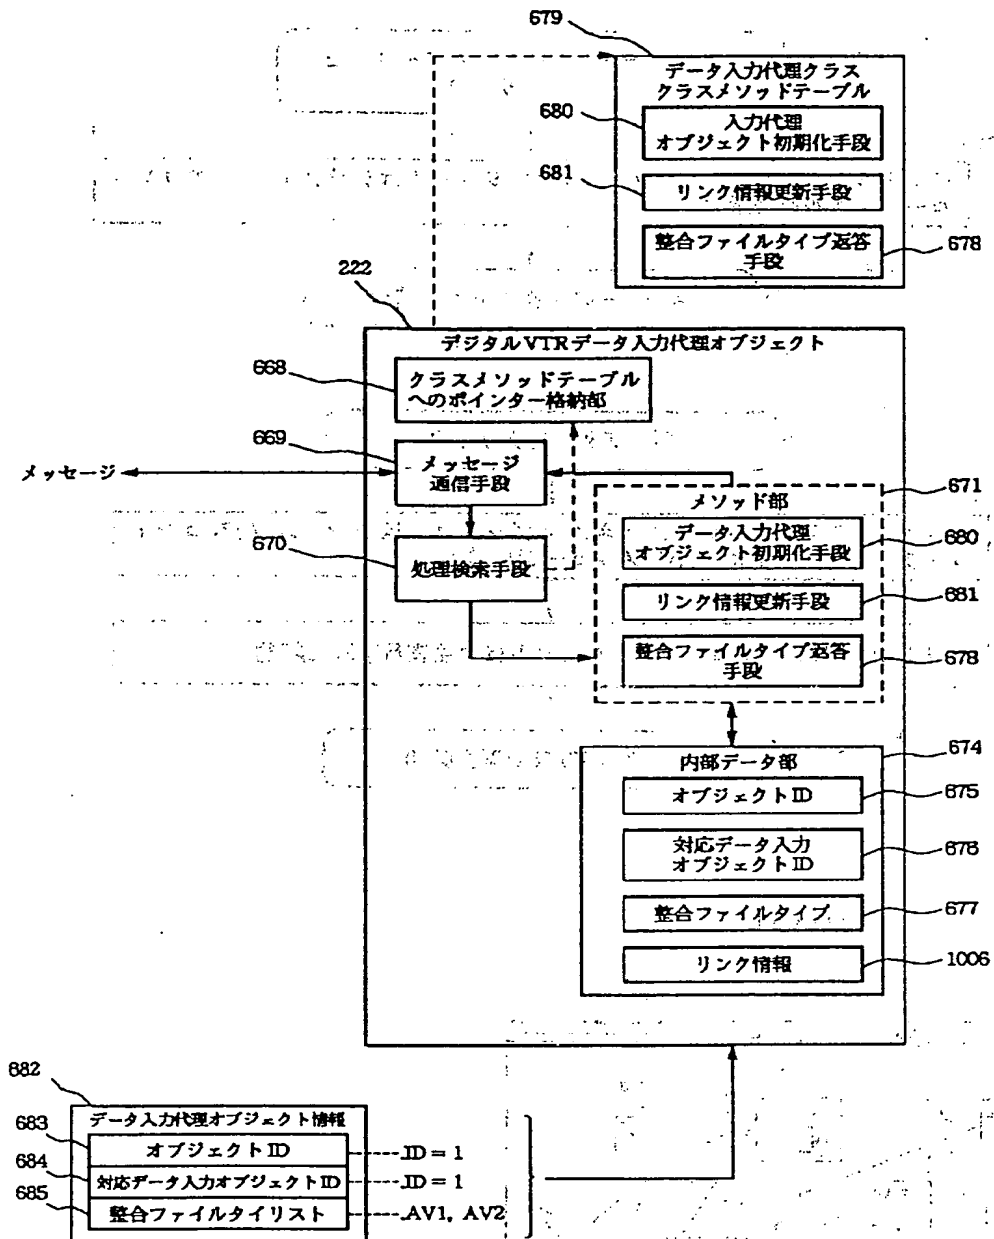 679
データ入力代理クラス
クラスメソッドテーブル
680
入力代理
オブジェクト初期化手段
681
リンク情報更新手段
整合ファイルタイプ返答
手段
678
222
デジタルVTRデータ入力代理オブジェクト
668
クラスメソッドテーブル
へのポインター格納部
669
メッセージ
メッセージ
通信手段
671
メソッド部
データ入力代理
オブジェクト初期化手段
680
670
処理検索手段
リンク情報更新手段
681
整合ファイルタイプ返答
手段
678
674
内部データ部
オブジェクトID
675
対応データ入力
オブジェクトID
676
整合ファイルタイプ
677
リンク情報
1006
682
データ入力代理オブジェクト情報
683
オブジェクトID
ID = 1
684
対応データ入力オブジェクトID
ID = 1
685
整合ファイルタイリスト
AV1, AV2